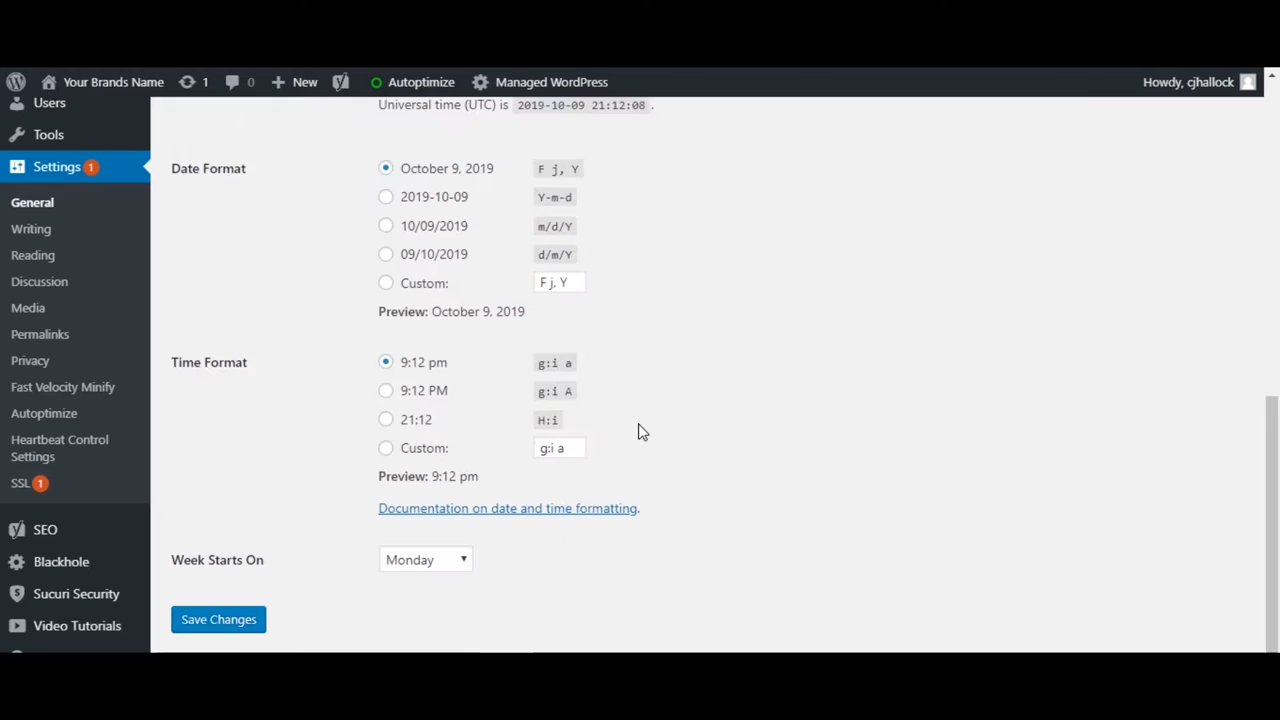 Your Brands Name 1 0 New Autoptimize Managed WordPress Howdy, cjhallock
Users
Tools
Settings 1
General
Writing
Reading
Discussion
Media
Permalinks
Privacy
Fast Velocity Minify
Autoptimize
Heartbeat Control
Settings
SSL 1
SEO
Blackhole
Sucuri Security
Video Tutorials
Universal time (UTC) is 2019-10-09 21:12:08 .
Date Format
October 9, 2019 F j, Y
2019-10-09 Y-m-d
10/09/2019 m/d/Y
09/10/2019 d/m/Y
Custom: F j, Y
Preview: October 9, 2019
Time Format
9:12 pm g:i a
9:12 PM g:i A
21:12 H:i
Custom: g:i a
Preview: 9:12 pm
Documentation on date and time formatting.
Week Starts On Monday
Save Changes